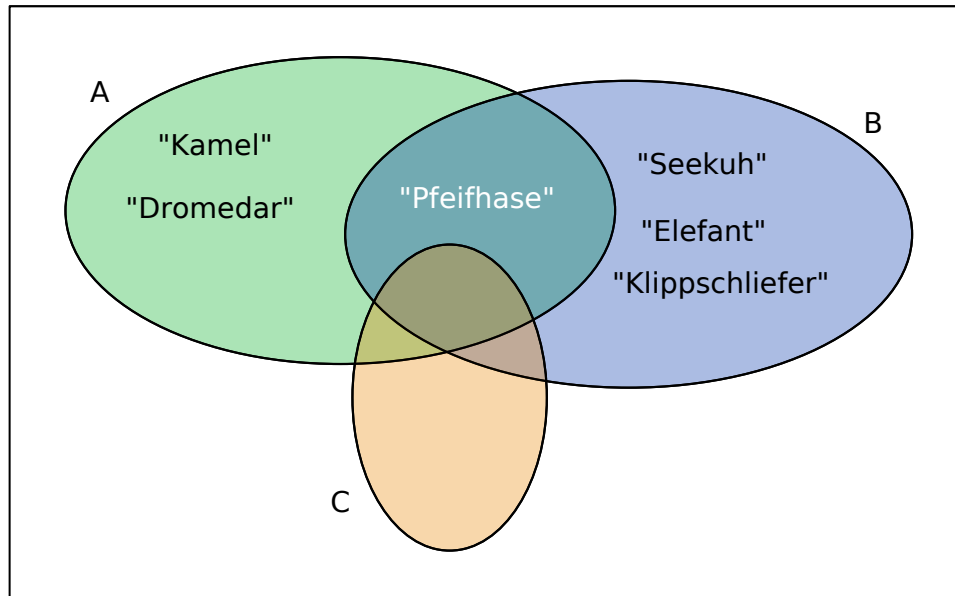 A
B
"Kamel"
"Dromedar"
"Pfeifhase"
"Seekuh"
"Elefant"
"Klippschliefer"
C